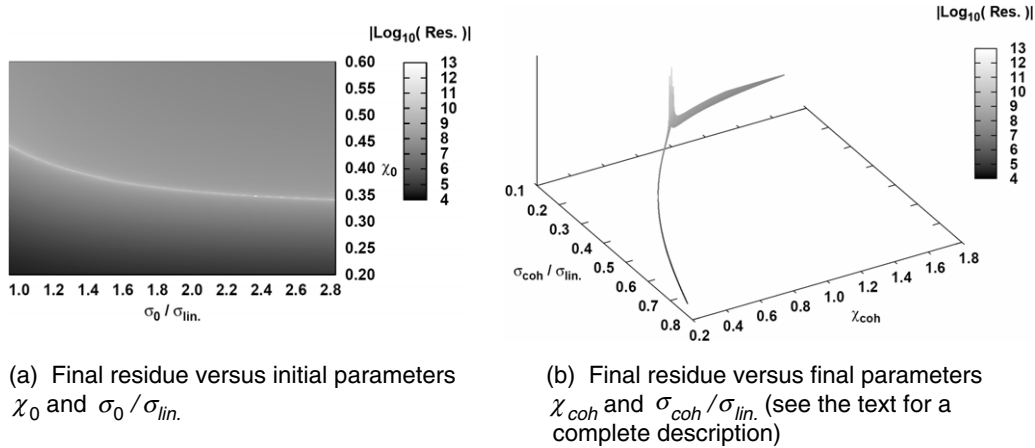 |Log10( Res. )|
0.60
0.50
0.40
0.35
0.30
0.20
χ0
13
12
11
10
9
8
7
6
5
4
1.0 1.2 1.4 1.6 1.8 2.0 2.2 2.4 2.6 2.8
σ0 / σlin.
(a) Final residue versus initial parameters
χ0 and σ0 / σlin.
|Log10( Res. )|
13
12
11
10
9
8
7
6
5
4
0.1
0.2
0.3
0.4
0.5
0.6
0.7
0.8
σcoh / σlin.
0.2 0.4 0.6 0.8 1.0 1.2 1.4 1.6 1.8
χcoh
(b) Final residue versus final parameters
χcoh and σcoh / σlin. (see the text for a
complete description)